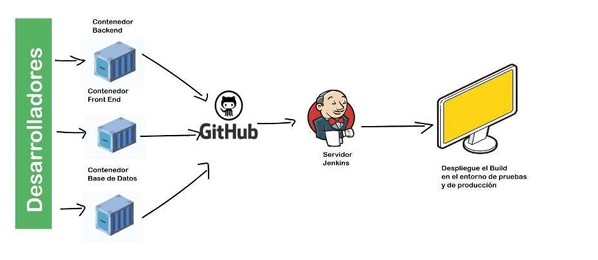 Desarrolladores
Contenedor
Backend
Contenedor
Front End
Contenedor
Base de Datos
GitHub
Servidor
Jenkins
Despliegue el Build
en el entorno de pruebas
y de producción